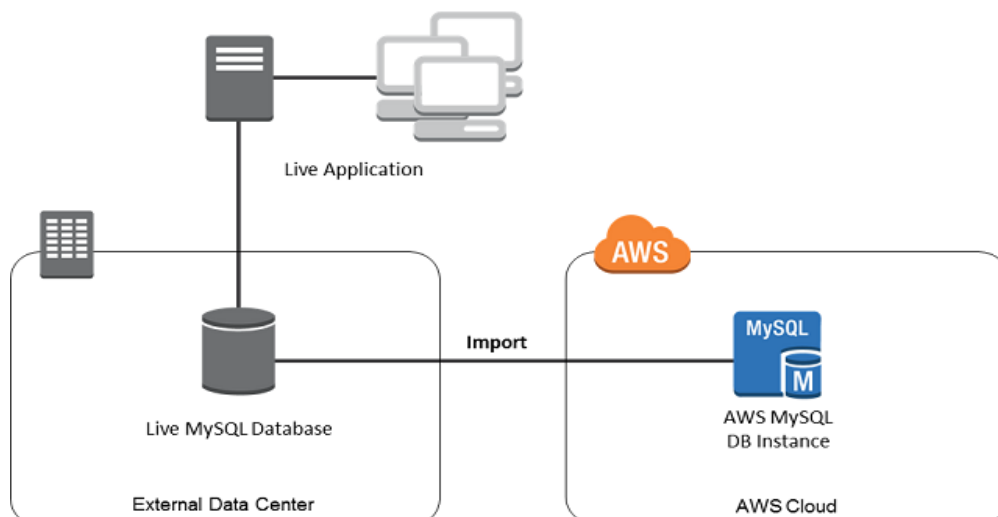 Live Application
AWS
Import
MySQL
M
Live MySQL Database
AWS MySQL
DB Instance
External Data Center
AWS Cloud